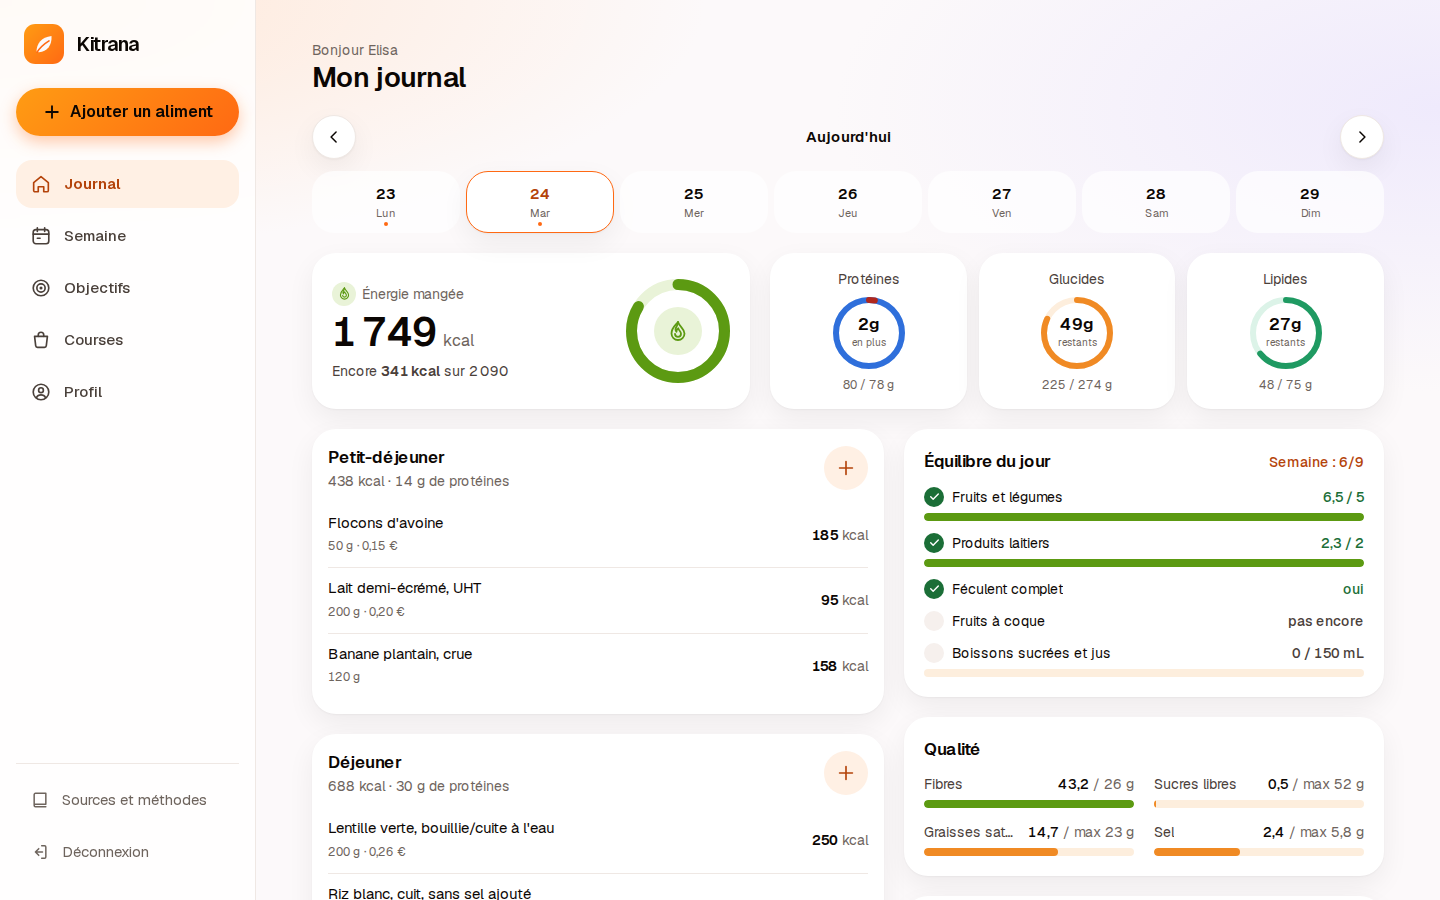 Kitrana
Ajouter un aliment
Journal
Semaine
Objectifs
Courses
Profil
Sources et méthodes
Déconnexion
Bonjour Elisa
Mon journal
Aujourd'hui
23
Lun
24
Mar
25
Mer
26
Jeu
27
Ven
28
Sam
29
Dim
Énergie mangée
1 749 kcal
Encore 341 kcal sur 2 090
Protéines
2g
en plus
80 / 78 g
Glucides
49g
restants
225 / 274 g
Lipides
27g
restants
48 / 75 g
Petit-déjeuner
438 kcal · 14 g de protéines
Flocons d'avoine
50 g · 0,15 €
185 kcal
Lait demi-écrémé, UHT
200 g · 0,20 €
95 kcal
Banane plantain, crue
120 g
158 kcal
Déjeuner
688 kcal · 30 g de protéines
Lentille verte, bouillie/cuite à l'eau
200 g · 0,26 €
250 kcal
Riz blanc, cuit, sans sel ajouté
Équilibre du jour
Semaine : 6/9
Fruits et légumes
6,5 / 5
Produits laitiers
2,3 / 2
Féculent complet
oui
Fruits à coque
pas encore
Boissons sucrées et jus
0 / 150 mL
Qualité
Fibres
43,2 / 26 g
Sucres libres
0,5 / max 52 g
Graisses sat...
14,7 / max 23 g
Sel
2,4 / max 5,8 g